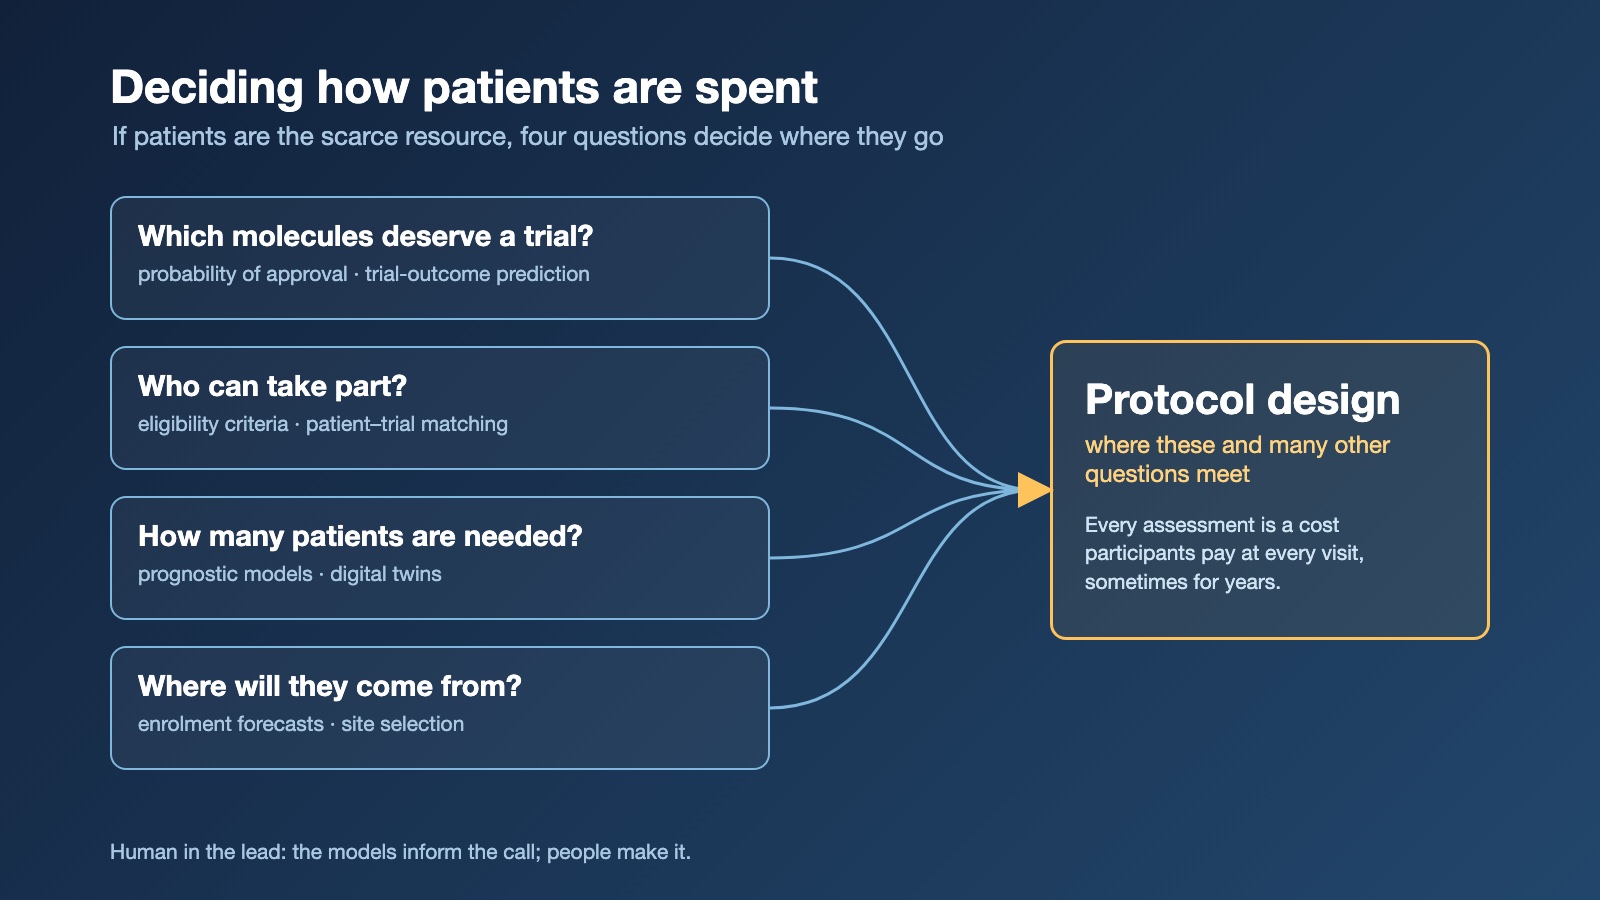 Deciding how patients are spent
If patients are the scarce resource, four questions decide where they go
Which molecules deserve a trial?
probability of approval · trial-outcome prediction
Who can take part?
eligibility criteria · patient–trial matching
How many patients are needed?
prognostic models · digital twins
Where will they come from?
enrolment forecasts · site selection
Protocol design
where these and many other
questions meet
Every assessment is a cost
participants pay at every visit,
sometimes for years.
Human in the lead: the models inform the call; people make it.